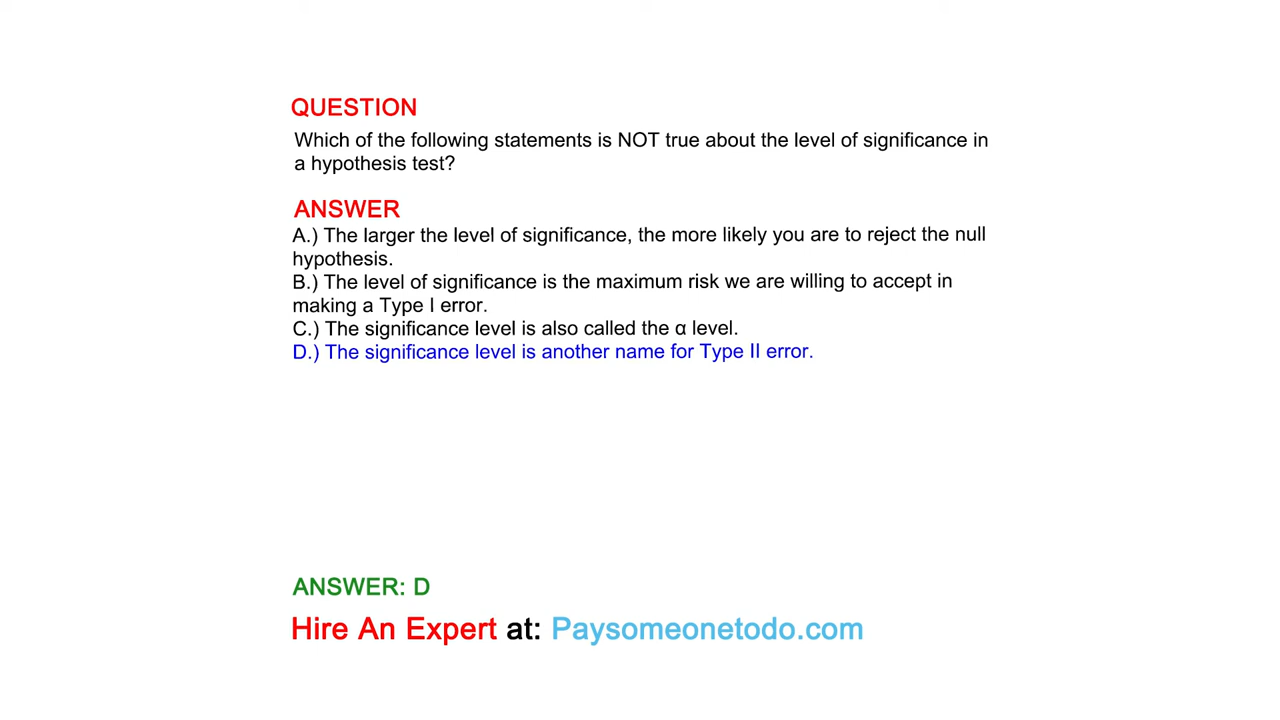 QUESTION
Which of the following statements is NOT true about the level of significance in
a hypothesis test?
ANSWER
A.) The larger the level of significance, the more likely you are to reject the null
hypothesis.
B.) The level of significance is the maximum risk we are willing to accept in
making a Type I error.
C.) The significance level is also called the α level.
D.) The significance level is another name for Type II error.
ANSWER: D
Hire An Expert at: Paysomeonetodo.com